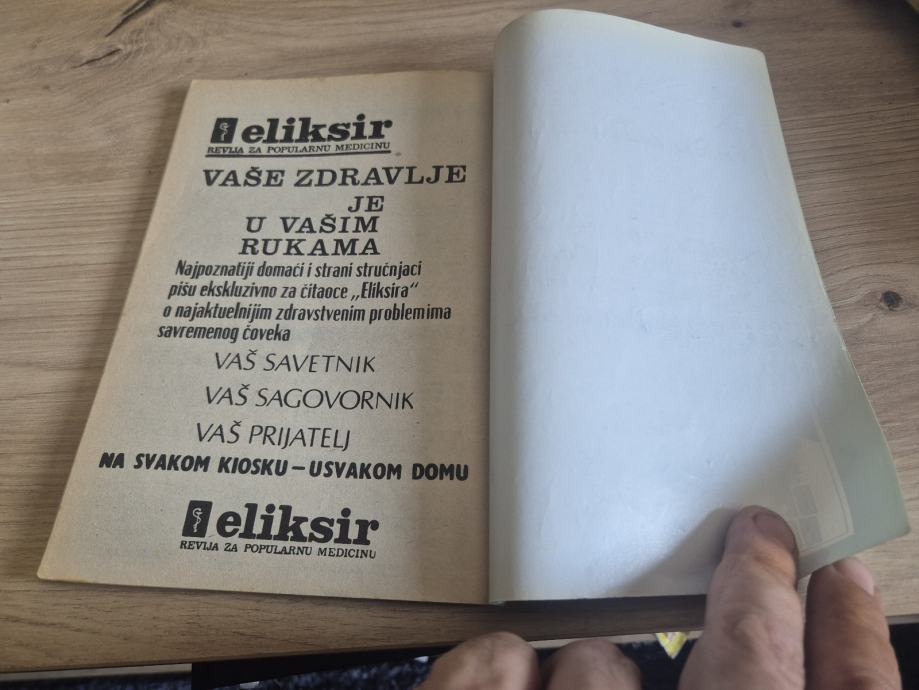 eliksir
REVIJA ZA POPULARNU MEDICINU
VAŠE ZDRAVLJE
JE
U VAŠIM
RUKAMA
Najpoznatiji domaći i strani stručnjaci
pišu ekskluzivno za čitaoce „Eliksira“
o najaktuelnijim zdravstvenim problemima
savremenog čoveka
VAŠ SAVETNIK
VAŠ SAGOVORNIK
VAŠ PRIJATELJ
NA SVAKOM KIOSKU – USVAKOM DOMU
eliksir
REVIJA ZA POPULARNU MEDICINU